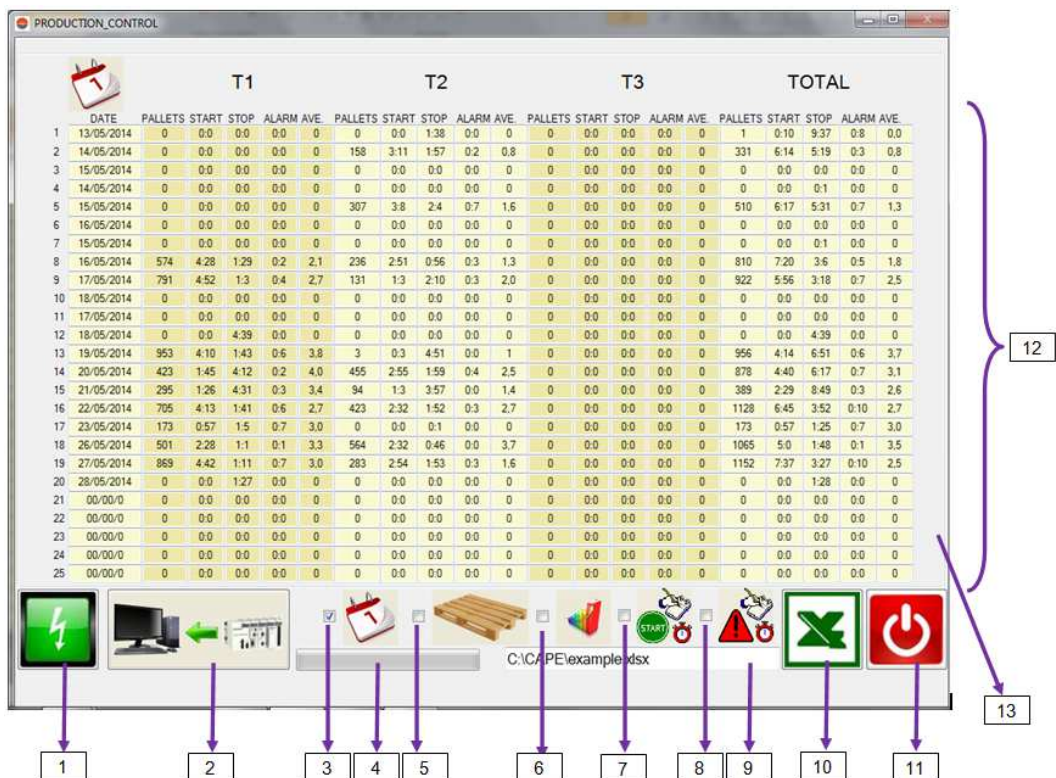 PRODUCTION_CONTROL
1
T1 T2 T3 TOTAL
DATE PALLETS START STOP ALARM AVE. PALLETS START STOP ALARM AVE. PALLETS START STOP ALARM AVE. PALLETS START STOP ALARM AVE.
1 13/05/2014 0 0:0 0:0 0:0 0 0 0:0 1:38 0:0 0 0 0:0 0:0 0:0 0 1 0:10 9:37 0:8 0,0
2 14/05/2014 0 0:0 0:0 0:0 0 158 3:11 1:57 0:2 0,8 0 0:0 0:0 0:0 0 331 6:14 5:19 0:3 0,8
3 15/05/2014 0 0:0 0:0 0:0 0 0 0:0 0:0 0:0 0 0 0:0 0:0 0:0 0 0 0:0 0:0 0:0 0
4 14/05/2014 0 0:0 0:0 0:0 0 0 0:0 0:0 0:0 0 0 0:0 0:0 0:0 0 0 0:0 0:1 0:0 0
5 15/05/2014 0 0:0 0:0 0:0 0 307 3:8 2:4 0:7 1,6 0 0:0 0:0 0:0 0 510 6:17 5:31 0:7 1,3
6 16/05/2014 0 0:0 0:0 0:0 0 0 0:0 0:0 0:0 0 0 0:0 0:0 0:0 0 0 0:0 0:0 0:0 0
7 15/05/2014 0 0:0 0:0 0:0 0 0 0:0 0:0 0:0 0 0 0:0 0:0 0:0 0 0 0:0 0:1 0:0 0
8 16/05/2014 574 4:28 1:29 0:2 2,1 236 2:51 0:56 0:3 1,3 0 0:0 0:0 0:0 0 810 7:20 3:6 0:5 1,8
9 17/05/2014 791 4:52 1:3 0:4 2,7 131 1:3 2:10 0:3 2,0 0 0:0 0:0 0:0 0 922 5:56 3:18 0:7 2,5
10 18/05/2014 0 0:0 0:0 0:0 0 0 0:0 0:0 0:0 0 0 0:0 0:0 0:0 0 0 0:0 0:0 0:0 0
11 17/05/2014 0 0:0 0:0 0:0 0 0 0:0 0:0 0:0 0 0 0:0 0:0 0:0 0 0 0:0 0:0 0:0 0
12 18/05/2014 0 0:0 4:39 0:0 0 0 0:0 0:0 0:0 0 0 0:0 0:0 0:0 0 0 0:0 4:39 0:0 0
12
13 19/05/2014 953 4:10 1:43 0:6 3,8 3 0:3 4:51 0:0 1 0 0:0 0:0 0:0 0 956 4:14 6:51 0:6 3,7
14 20/05/2014 423 1:45 4:12 0:2 4,0 455 2:55 1:59 0:4 2,5 0 0:0 0:0 0:0 0 878 4:40 6:17 0:7 3,1
15 21/05/2014 295 1:26 4:31 0:3 3,4 94 1:3 3:57 0:0 1,4 0 0:0 0:0 0:0 0 389 2:29 8:49 0:3 2,6
16 22/05/2014 705 4:13 1:41 0:6 2,7 423 2:32 1:52 0:3 2,7 0 0:0 0:0 0:0 0 1128 6:45 3:52 0:10 2,7
17 23/05/2014 173 0:57 1:5 0:7 3,0 0 0:0 0:1 0:0 0 0 0:0 0:0 0:0 0 173 0:57 1:25 0:7 3,0
18 26/05/2014 501 2:28 1:1 0:1 3,3 564 2:32 0:46 0:0 3,7 0 0:0 0:0 0:0 0 1065 5:0 1:48 0:1 3,5
19 27/05/2014 869 4:42 1:11 0:7 3,0 283 2:54 1:53 0:3 1,6 0 0:0 0:0 0:0 0 1152 7:37 3:27 0:10 2,5
20 28/05/2014 0 0:0 1:27 0:0 0 0 0:0 0:0 0:0 0 0 0:0 0:0 0:0 0 0 0:0 1:28 0:0 0
21 00/00/0 0 0:0 0:0 0:0 0 0 0:0 0:0 0:0 0 0 0:0 0:0 0:0 0 0 0:0 0:0 0:0 0
22 00/00/0 0 0:0 0:0 0:0 0 0 0:0 0:0 0:0 0 0 0:0 0:0 0:0 0 0 0:0 0:0 0:0 0
23 00/00/0 0 0:0 0:0 0:0 0 0 0:0 0:0 0:0 0 0 0:0 0:0 0:0 0 0 0:0 0:0 0:0 0
24 00/00/0 0 0:0 0:0 0:0 0 0 0:0 0:0 0:0 0 0 0:0 0:0 0:0 0 0 0:0 0:0 0:0 0
25 00/00/0 0 0:0 0:0 0:0 0 0 0:0 0:0 0:0 0 0 0:0 0:0 0:0 0 0 0:0 0:0 0:0 0
1 START
C:\CAPE\example.xlsx
13
1 2 3 4 5 6 7 8 9 10 11